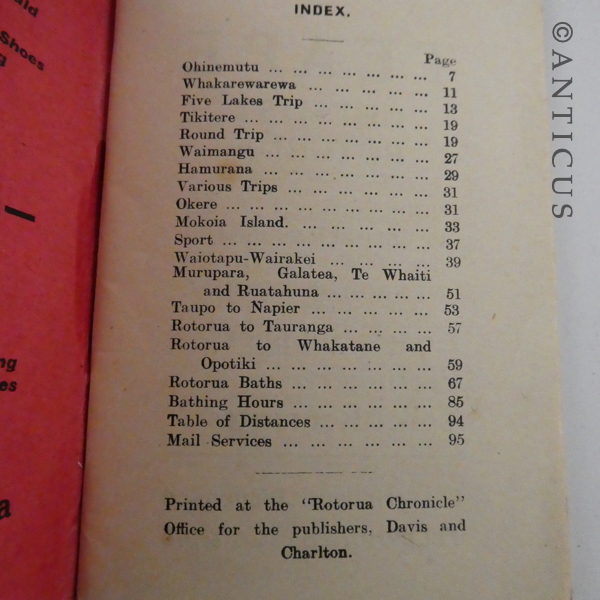 ald
Shoes
INDEX.
Page
Ohinemutu ... ... ... ... ... ... ... 7
Whakarewarewa ... ... ... ... ... ... 11
Five Lakes Trip ... ... ... ... ... 13
Tikitere ... ... ... ... ... ... ... ... 19
Round Trip ... ... ... ... ... ... ... 19
Waimangu ... ... ... ... ... ... ... 27
Hamurana ... ... ... ... ... ... ... 29
Various Trips ... ... ... ... ... ... 31
Okere ... ... ... ... ... ... ... ... 31
Mokoia Island. ... ... ... ... ... ... 33
Sport ... ... ... ... ... ... ... ... 37
Waiotapu-Wairakei ... ... ... ... ... 39
Murupara, Galatea, Te Whaiti
and Ruatahuna ... ... ... ... ... 51
Taupo to Napier ... ... ... ... ... 53
Rotorua to Tauranga ... ... ... ... 57
Rotorua to Whakatane and
Opotiki ... ... ... ... ... ... ... 59
Rotorua Baths ... ... ... ... ... ... 67
Bathing Hours ... ... ... ... ... ... 85
Table of Distances ... ... ... ... ... 94
Mail Services ... ... ... ... ... ... 95
Printed at the "Rotorua Chronicle"
Office for the publishers, Davis and
Charlton.
©ANTICUS